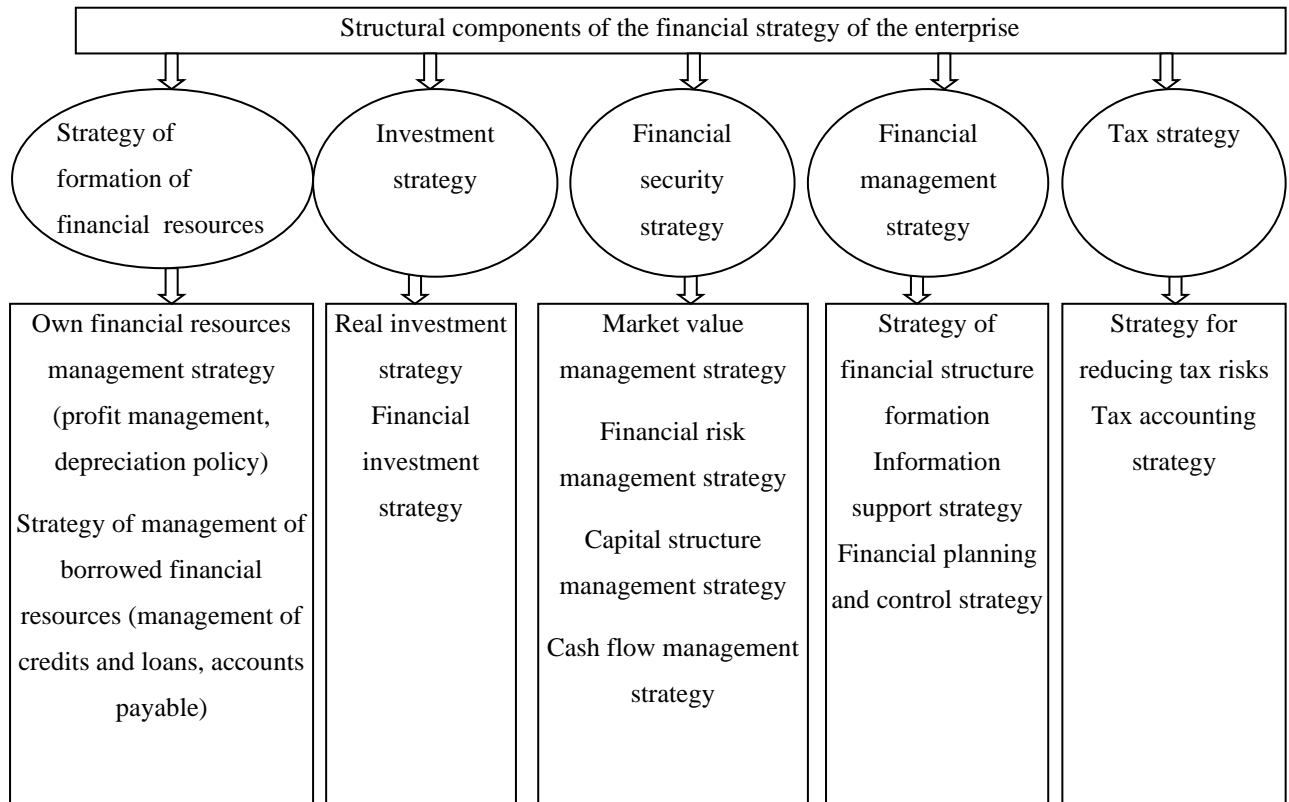 Structural components of the financial strategy of the enterprise
Strategy of
formation of
financial resources
Investment
strategy
Financial
security
strategy
Financial
management
strategy
Tax strategy
Own financial resources
management strategy
(profit management,
depreciation policy)
Strategy of management of
borrowed financial
resources (management of
credits and loans, accounts
payable)
Real investment
strategy
Financial
investment
strategy
Market value
management strategy
Financial risk
management strategy
Capital structure
management strategy
Cash flow management
strategy
Strategy of
financial structure
formation
Information
support strategy
Financial planning
and control strategy
Strategy for
reducing tax risks
Tax accounting
strategy